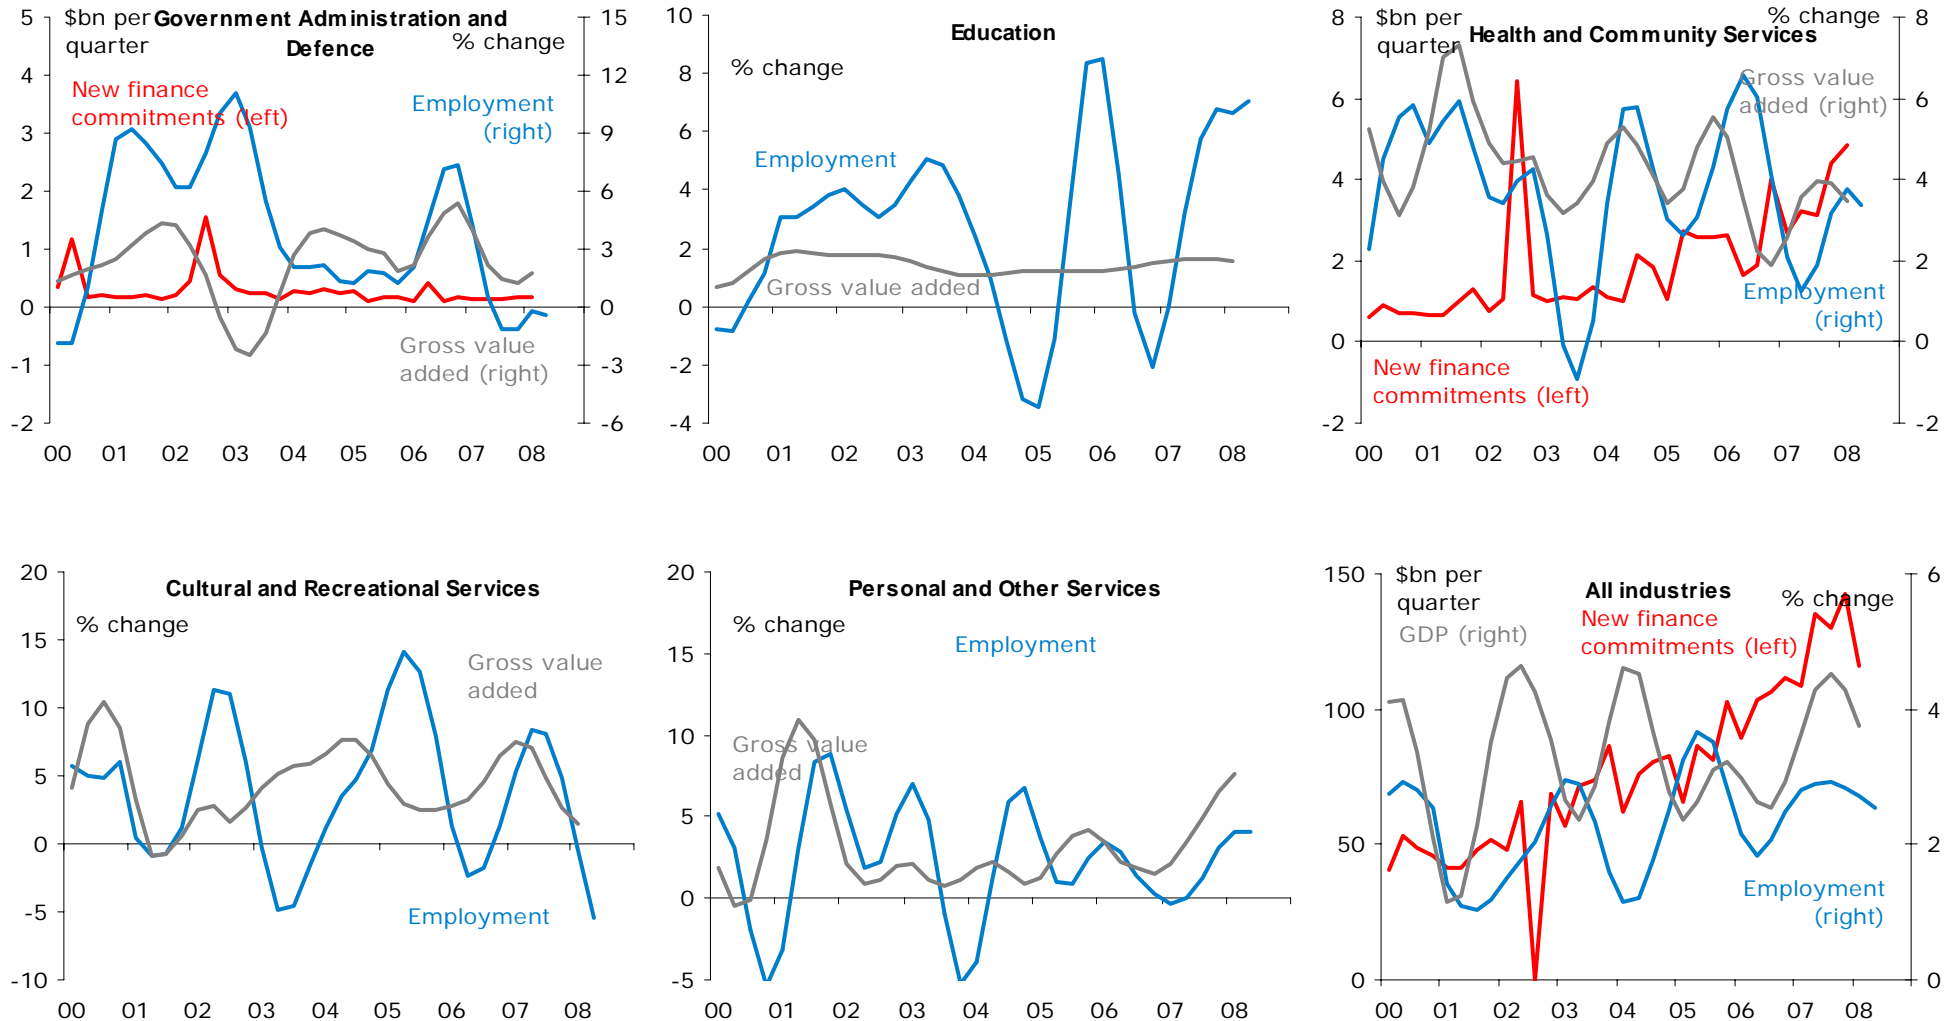 Government Administration and
Defence
$bn per
quarter
% change
New finance
commitments (left)
Employment
(right)
Gross value
added (right)
5
4
3
2
1
0
-1
-2
15
12
9
6
3
0
-3
-6
00 01 02 03 04 05 06 07 08
Education
% change
Employment
Gross value added
10
8
6
4
2
0
-2
-4
00 01 02 03 04 05 06 07 08
Health and Community Services
$bn per
quarter
% change
Gross value
added (right)
Employment
(right)
New finance
commitments (left)
8
6
4
2
0
-2
8
6
4
2
0
-2
00 01 02 03 04 05 06 07 08
Cultural and Recreational Services
% change
Gross value
added
Employment
20
15
10
5
0
-5
-10
00 01 02 03 04 05 06 07 08
Personal and Other Services
% change
Employment
Gross value
added
20
15
10
5
0
-5
00 01 02 03 04 05 06 07 08
All industries
$bn per
quarter
% change
GDP (right)
New finance
commitments (left)
Employment
(right)
150
100
50
0
6
4
2
0
00 01 02 03 04 05 06 07 08